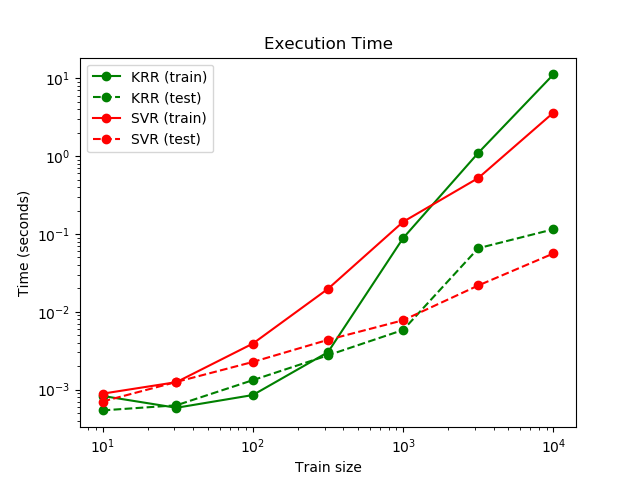 Execution Time
KRR (train)
KRR (test)
SVR (train)
SVR (test)
Time (seconds)
10¹
10⁰
10⁻¹
10⁻²
10⁻³
10¹ 10² 10³ 10⁴
Train size